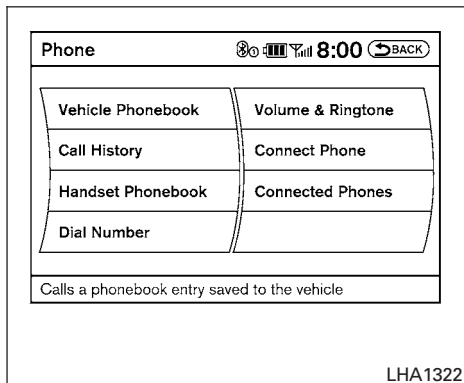 Phone 8:00 BACK
Vehicle Phonebook
Call History
Handset Phonebook
Dial Number
Volume & Ringtone
Connect Phone
Connected Phones
Calls a phonebook entry saved to the vehicle
LHA1322